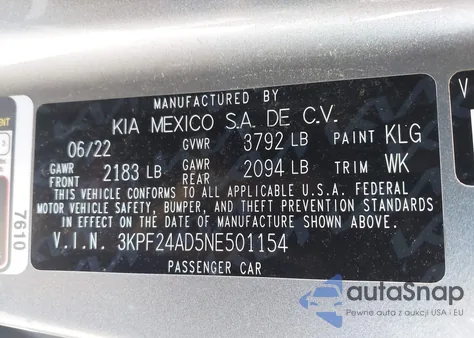 MANUFACTURED BY
KIA MEXICO S.A. DE C.V.
06/22 GVWR 3792 LB PAINT KLG
GAWR FRONT 2183 LB GAWR REAR 2094 LB TRIM WK
THIS VEHICLE CONFORMS TO ALL APPLICABLE U.S.A. FEDERAL
MOTOR VEHICLE SAFETY, BUMPER, AND THEFT PREVENTION STANDARDS
IN EFFECT ON THE DATE OF MANUFACTURE SHOWN ABOVE.
V.I.N. 3KPF24AD5NE501154
PASSENGER CAR
7610
autoSnap
Pewne auta z aukcji USA i EU